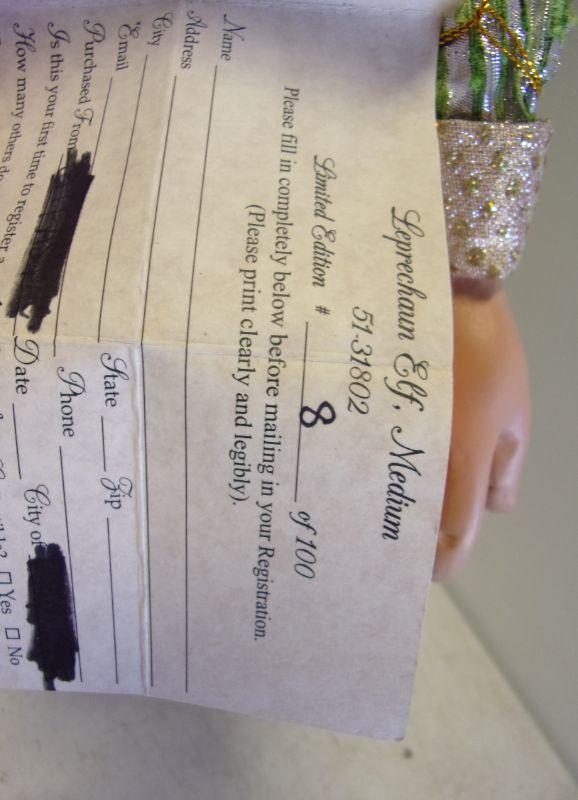 Leprechaun Elf, Medium
51-31802
Limited Edition # 8 of 100
Please fill in completely below before mailing in your Registration.
(Please print clearly and legibly).
Name
Address
City State Zip
Email Phone
Purchased From City of
Is this your first time to register a Date
How many others do Yes No